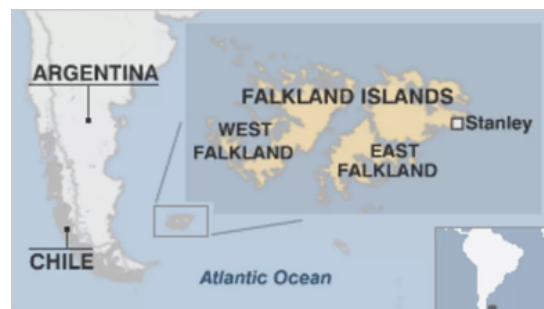 ARGENTINA
FALKLAND ISLANDS
WEST
FALKLAND
Stanley
EAST
FALKLAND
CHILE
Atlantic Ocean